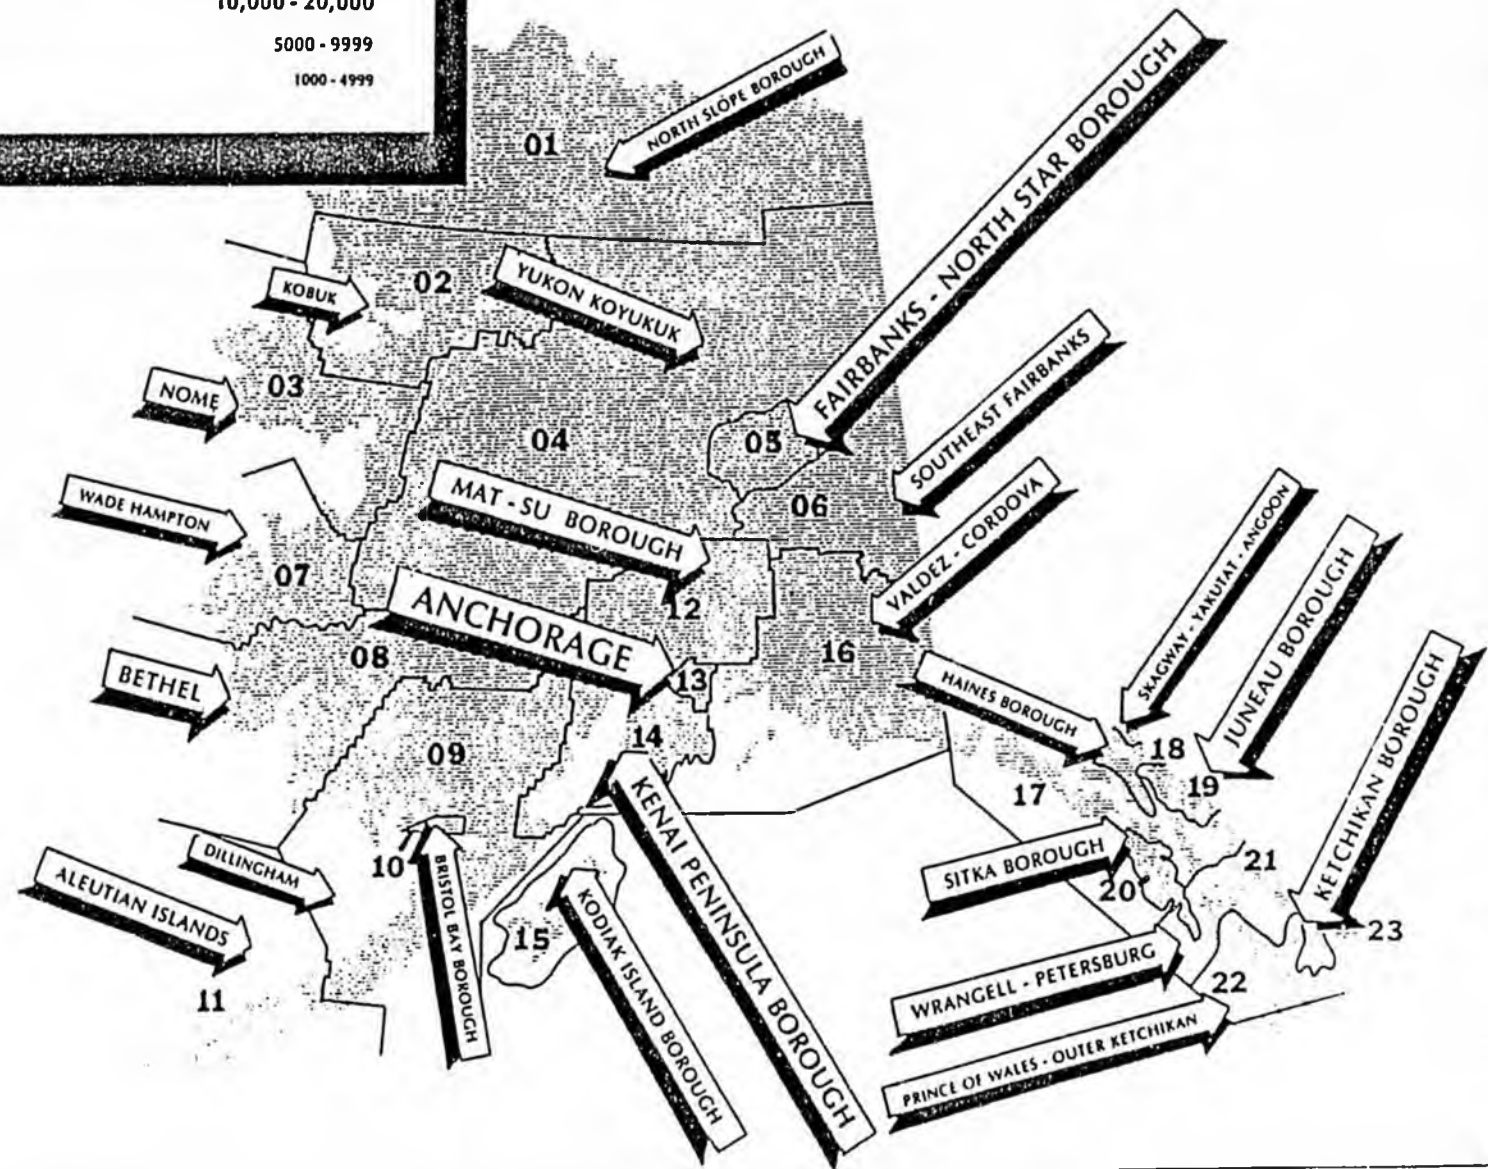 10,000 - 20,000
5000 - 9999
1000 - 4999
NORTH SLOPE BOROUGH
01
FAIRBANKS - NORTH STAR BOROUGH
KOBUK
02
YUKON KOYUKUK
NOME
03
04
05
SOUTHEAST FAIRBANKS
WADE HAMPTON
MAT - SU BOROUGH
06
VALDEZ - CORDOVA
SKAGWAY - YAKUTAT - ANGOON
07
ANCHORAGE
12
JUNEAU BOROUGH
BETHEL
08
13
16
HAINES BOROUGH
KETCHIKAN BOROUGH
09
14
18
17
19
DILLINGHAM
10
BRISTOL BAY BOROUGH
KENAI PENINSULA BOROUGH
SITKA BOROUGH
20
21
ALEUTIAN ISLANDS
15
KODIAK ISLAND BOROUGH
23
11
WRANGELL - PETERSBURG
22
PRINCE OF WALES - OUTER KETCHIKAN